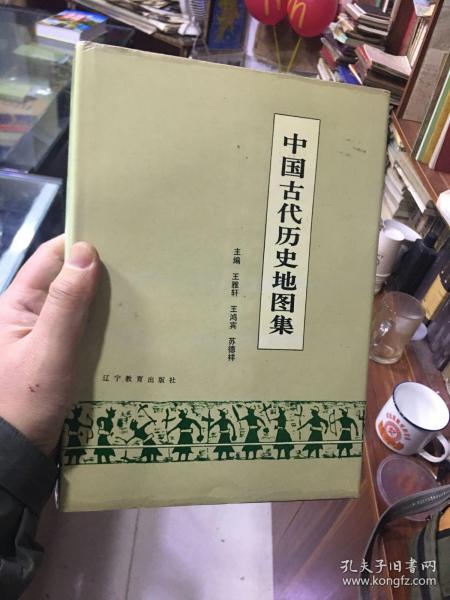 中国古代历史地图集
主编 王雅轩 王鸿宾 苏德祥
辽宁教育出版社
孔夫子旧书网
www.kongfz.com